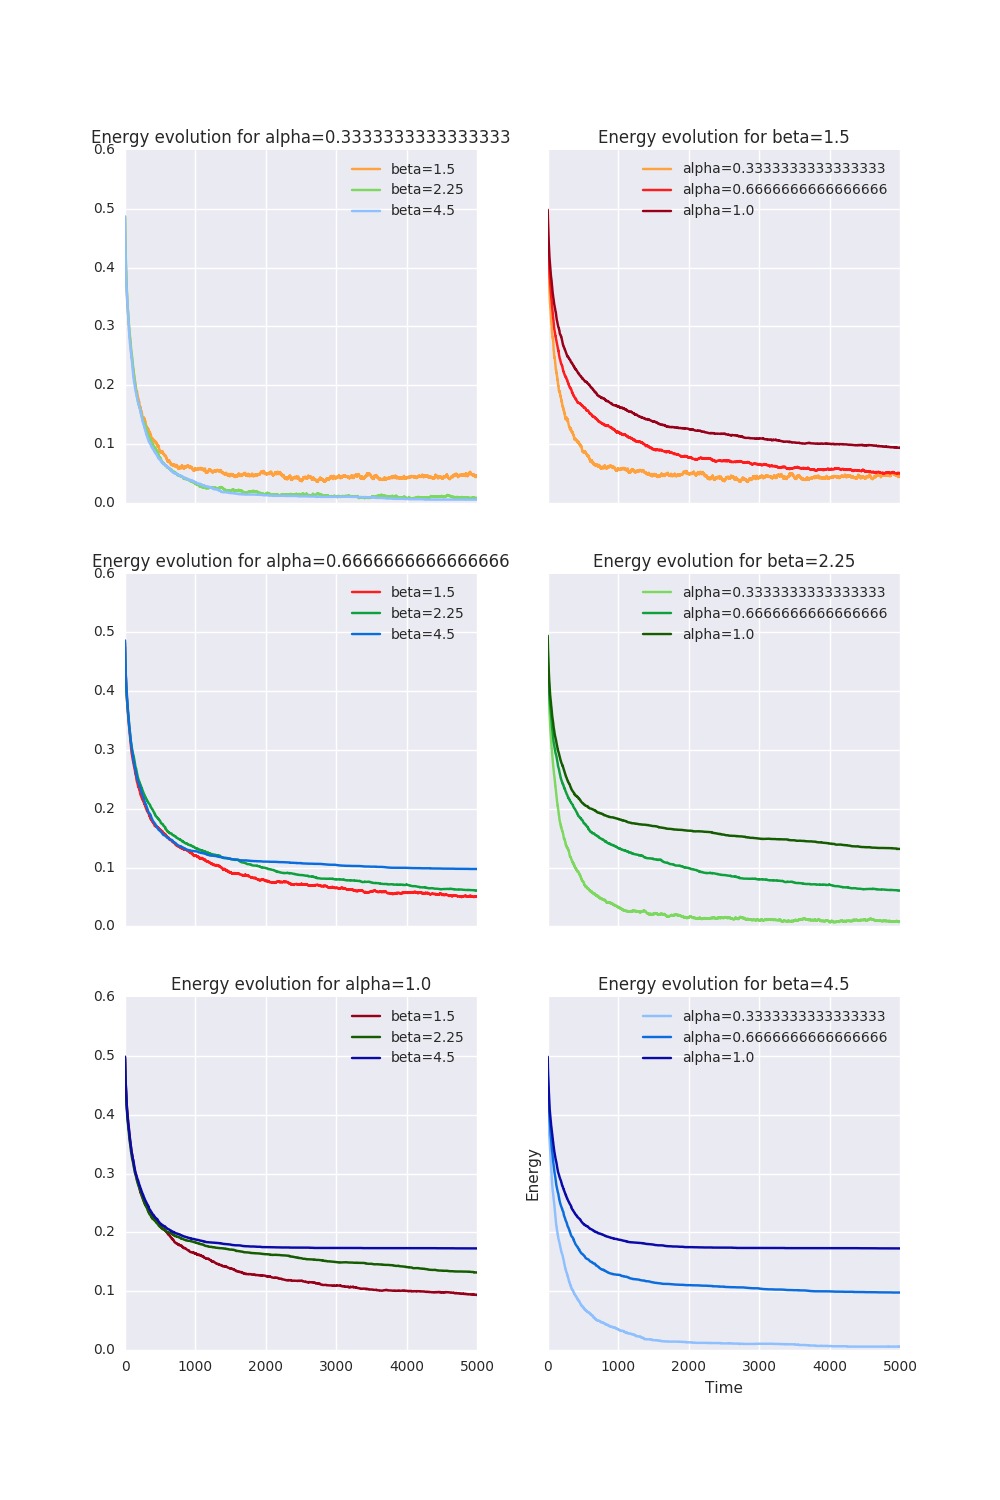 Energy evolution for alpha=0.3333333333333333
0.6
0.5
0.4
0.3
0.2
0.1
0.0
beta=1.5
beta=2.25
beta=4.5
Energy evolution for beta=1.5
alpha=0.3333333333333333
alpha=0.6666666666666666
alpha=1.0
Energy evolution for alpha=0.6666666666666666
0.6
0.5
0.4
0.3
0.2
0.1
0.0
beta=1.5
beta=2.25
beta=4.5
Energy evolution for beta=2.25
alpha=0.3333333333333333
alpha=0.6666666666666666
alpha=1.0
Energy evolution for alpha=1.0
0.6
0.5
0.4
0.3
0.2
0.1
0.0
beta=1.5
beta=2.25
beta=4.5
0 1000 2000 3000 4000 5000
Energy evolution for beta=4.5
alpha=0.3333333333333333
alpha=0.6666666666666666
alpha=1.0
Energy
0 1000 2000 3000 4000 5000
Time